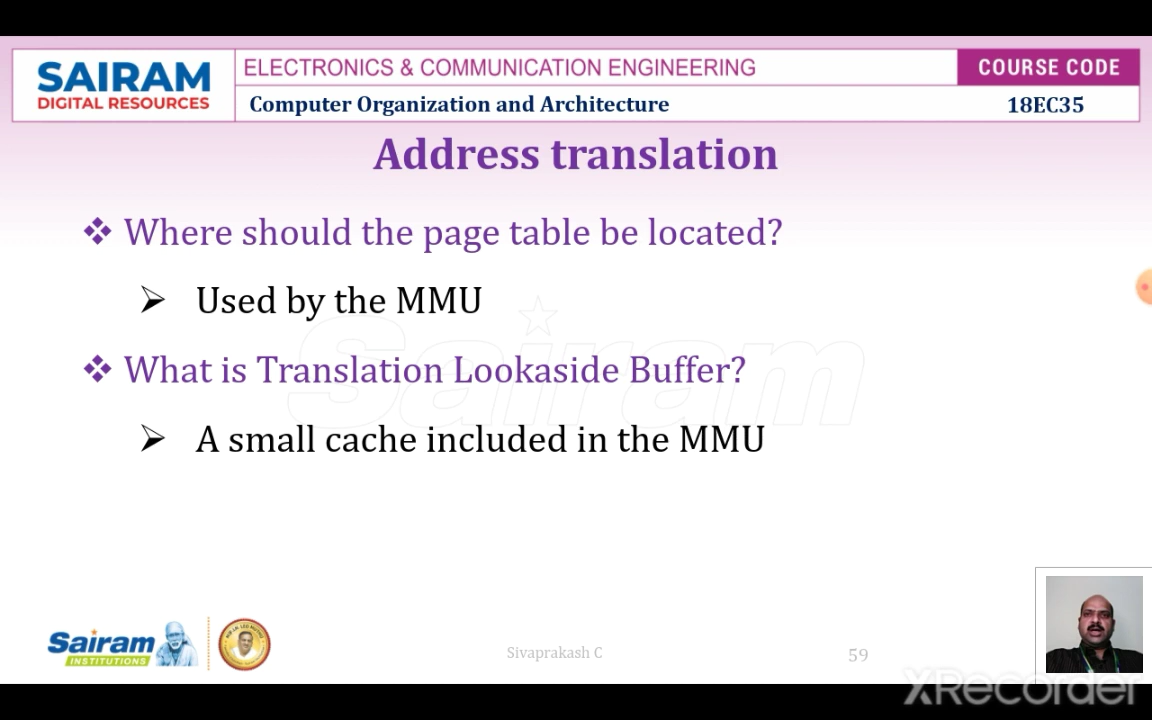 SAIRAM
DIGITAL RESOURCES
ELECTRONICS & COMMUNICATION ENGINEERING
COURSE CODE
Computer Organization and Architecture
18EC35
Address translation
❖ Where should the page table be located?
➢ Used by the MMU
❖ What is Translation Lookaside Buffer?
➢ A small cache included in the MMU
Sairam
Sairam
INSTITUTIONS
Sivaprakash C
59
XRecorder